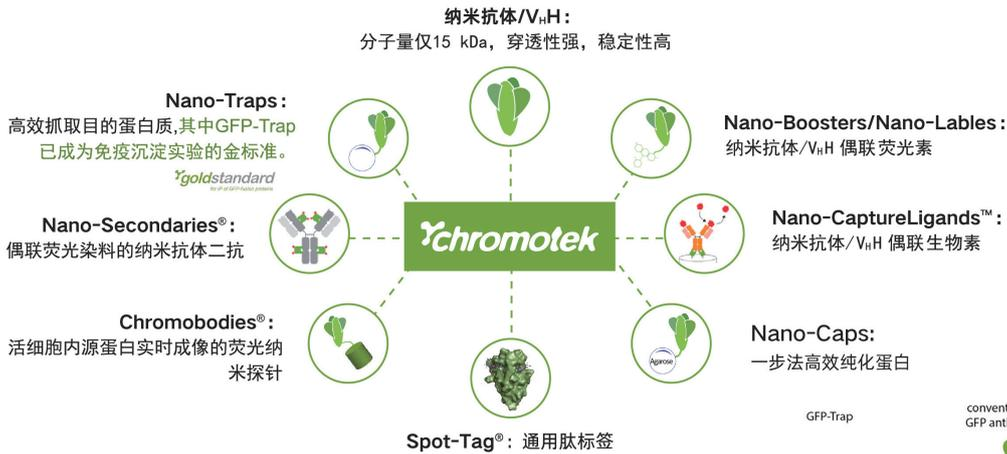 纳米抗体/VHH：
分子量仅15 kDa，穿透性强，稳定性高
Nano-Traps：
高效抓取目的蛋白质,其中GFP-Trap
已成为免疫沉淀实验的金标准。
goldstandard
for IP of GFP-fusion proteins
Nano-Boosters/Nano-Lables：
纳米抗体/VHH 偶联荧光素
Nano-Secondaries®：
偶联荧光染料的纳米抗体二抗
chromotek
Nano-CaptureLigands™：
纳米抗体/VHH 偶联生物素
Chromobodies®：
活细胞内源蛋白实时成像的荧光纳
米探针
Agarose
Nano-Caps:
一步法高效纯化蛋白
Spot-Tag®：通用肽标签
GFP-Trap
convent
GFP anti